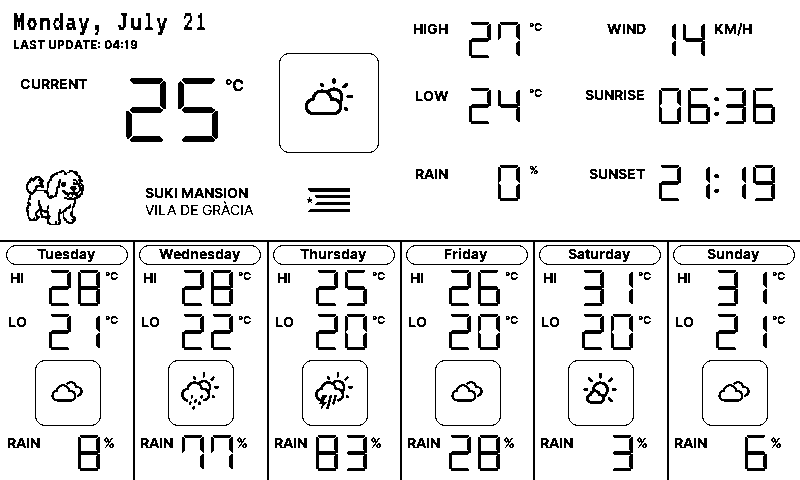 Monday, July 21
LAST UPDATE: 04:19
CURRENT 25 °C
HIGH 27 °C
WIND 14 KM/H
LOW 24 °C
SUNRISE 06:36
RAIN 0 %
SUNSET 21:19
SUKI MANSION
VILA DE GRÀCIA
Tuesday
HI 28 °C
LO 21 °C
RAIN 8 %
Wednesday
HI 28 °C
LO 22 °C
RAIN 77 %
Thursday
HI 25 °C
LO 20 °C
RAIN 83 %
Friday
HI 26 °C
LO 20 °C
RAIN 28 %
Saturday
HI 31 °C
LO 20 °C
RAIN 3 %
Sunday
HI 31 °C
LO 21 °C
RAIN 6 %